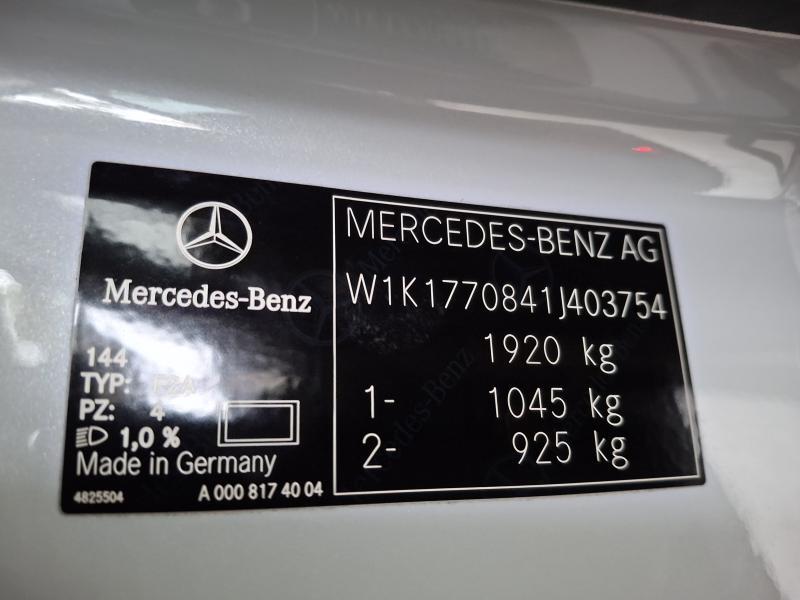 Mercedes-Benz
144
TYP: F2A
PZ: 4
1,0 %
Made in Germany
4825504
A 000 817 40 04
MERCEDES-BENZ AG
W1K1770841J403754
1920 kg
1- 1045 kg
2- 925 kg